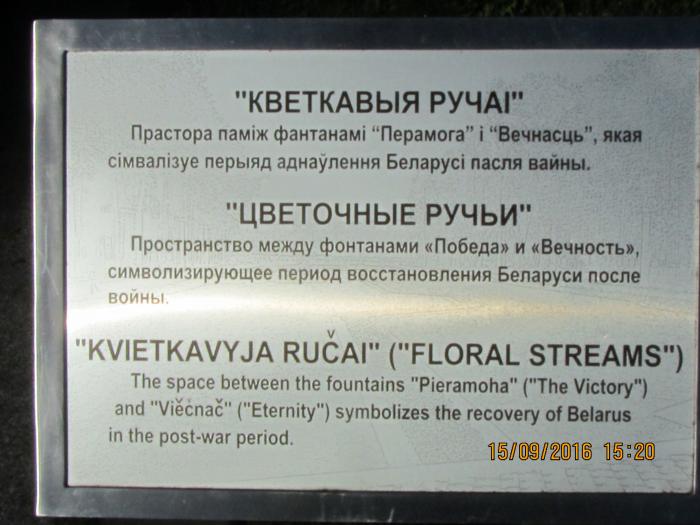 "КВЕТКАВЫЯ РУЧАІ"
Прастора паміж фантанамі “Перамога” і “Вечнасць”, якая
сімвалізуе перыяд аднаўлення Беларусі пасля вайны.
"ЦВЕТОЧНЫЕ РУЧЬИ"
Пространство между фонтанами «Победа» и «Вечность»,
символизирующее период восстановления Беларуси после
войны.
"KVIETKAVYJA RUČAI" ("FLORAL STREAMS")
The space between the fountains "Pieramoha" ("The Victory")
and "Viěcnač" ("Eternity") symbolizes the recovery of Belarus
in the post-war period.
15/09/2016 15:20